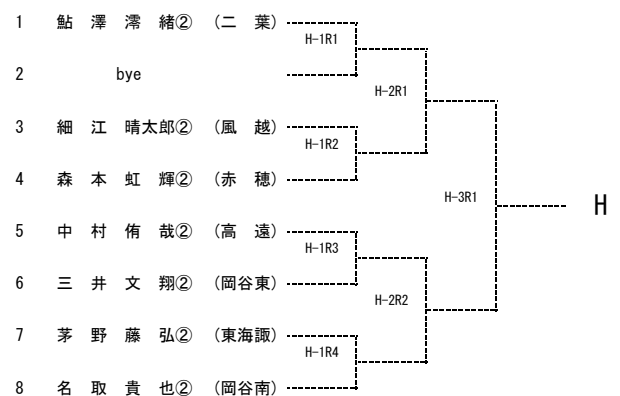 1 鮎 澤 澪 緒② （二 葉）
H-1R1
2 bye
H-2R1
3 細 江 晴太郎② （風 越）
H-1R2
4 森 本 虹 輝② （赤 穂）
H-3R1
H
5 中 村 侑 哉② （高 遠）
H-1R3
6 三 井 文 翔② （岡谷東）
H-2R2
7 茅 野 藤 弘② （東海諏）
H-1R4
8 名 取 貴 也② （岡谷南）